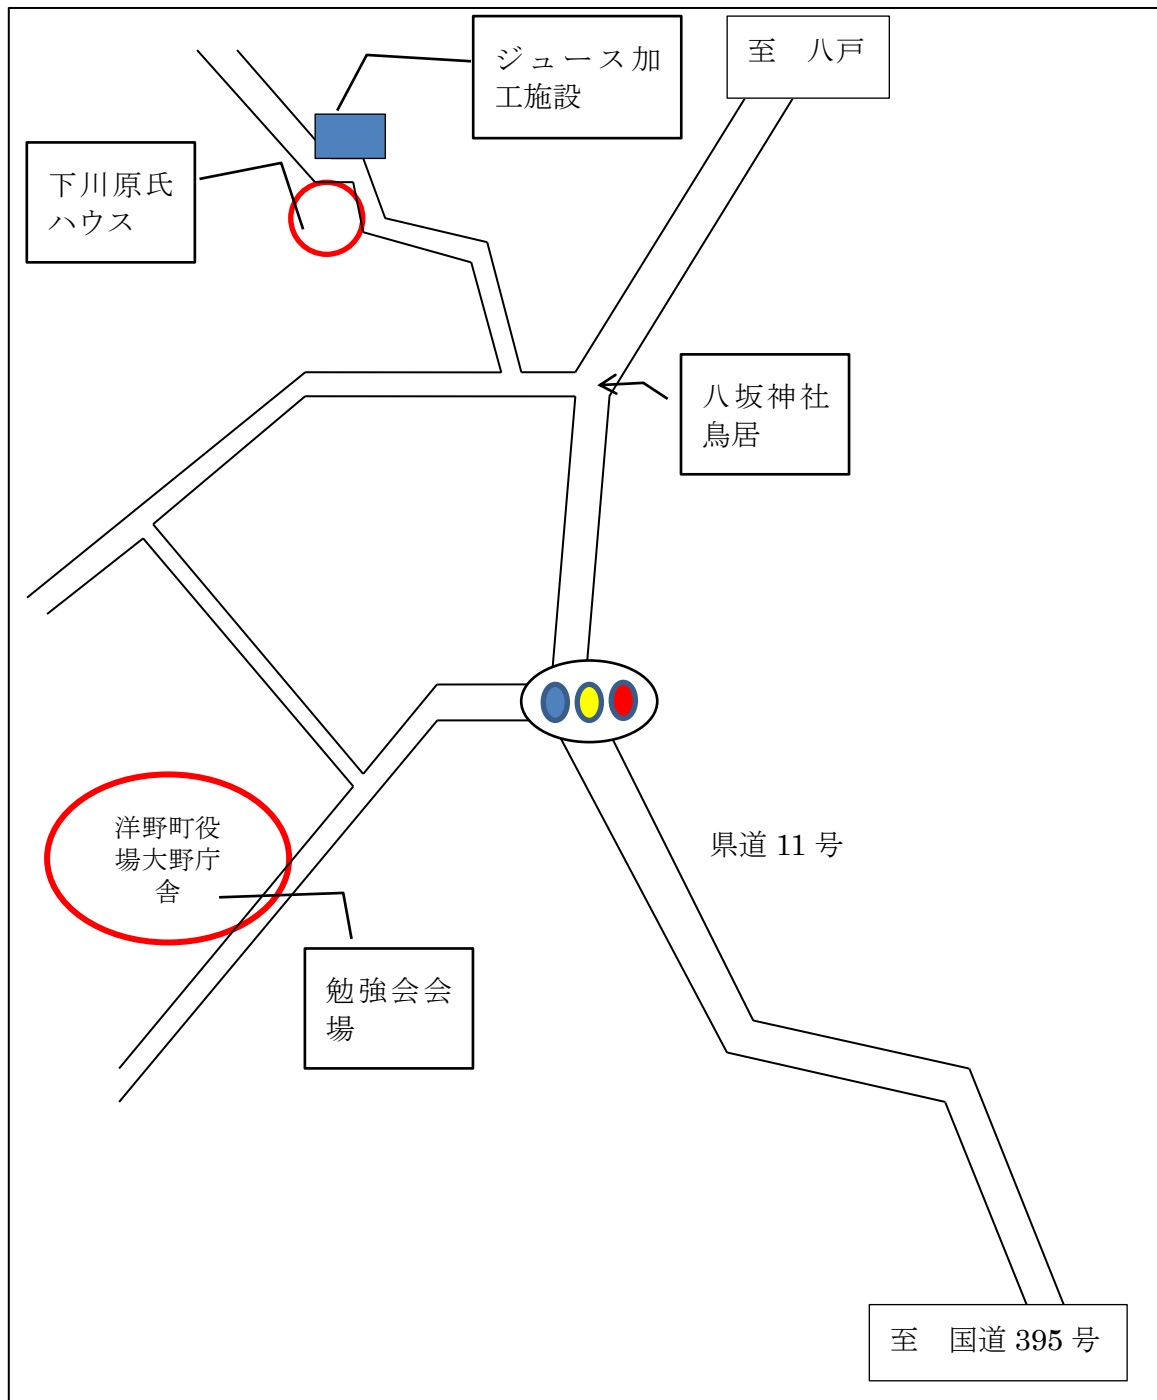 ジュース加
工施設
至　八戸
下川原氏
ハウス
八坂神社
鳥居
洋野町役
場大野庁
舎
県道 11 号
勉強会会
場
至　国道 395 号